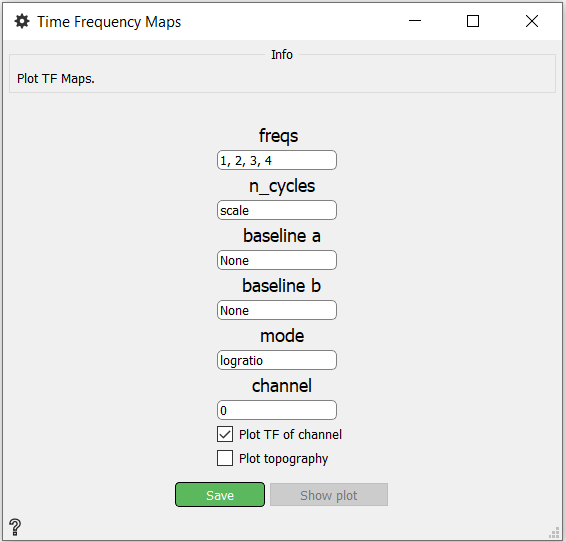 Time Frequency Maps
Info
Plot TF Maps.
freqs
1, 2, 3, 4
n_cycles
scale
baseline a
None
baseline b
None
mode
logratio
channel
0
Plot TF of channel
Plot topography
Save
Show plot
?